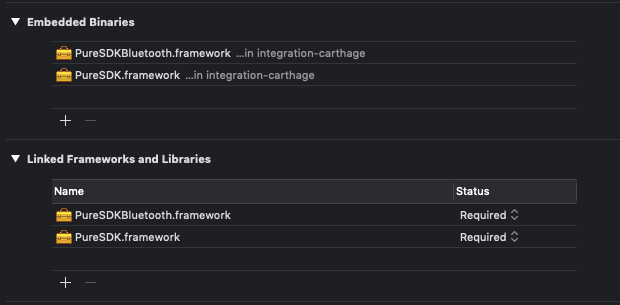 Embedded Binaries
PureSDKBluetooth.framework ...in integration-carthage
PureSDK.framework ...in integration-carthage
Linked Frameworks and Libraries
Name Status
PureSDKBluetooth.framework Required
PureSDK.framework Required